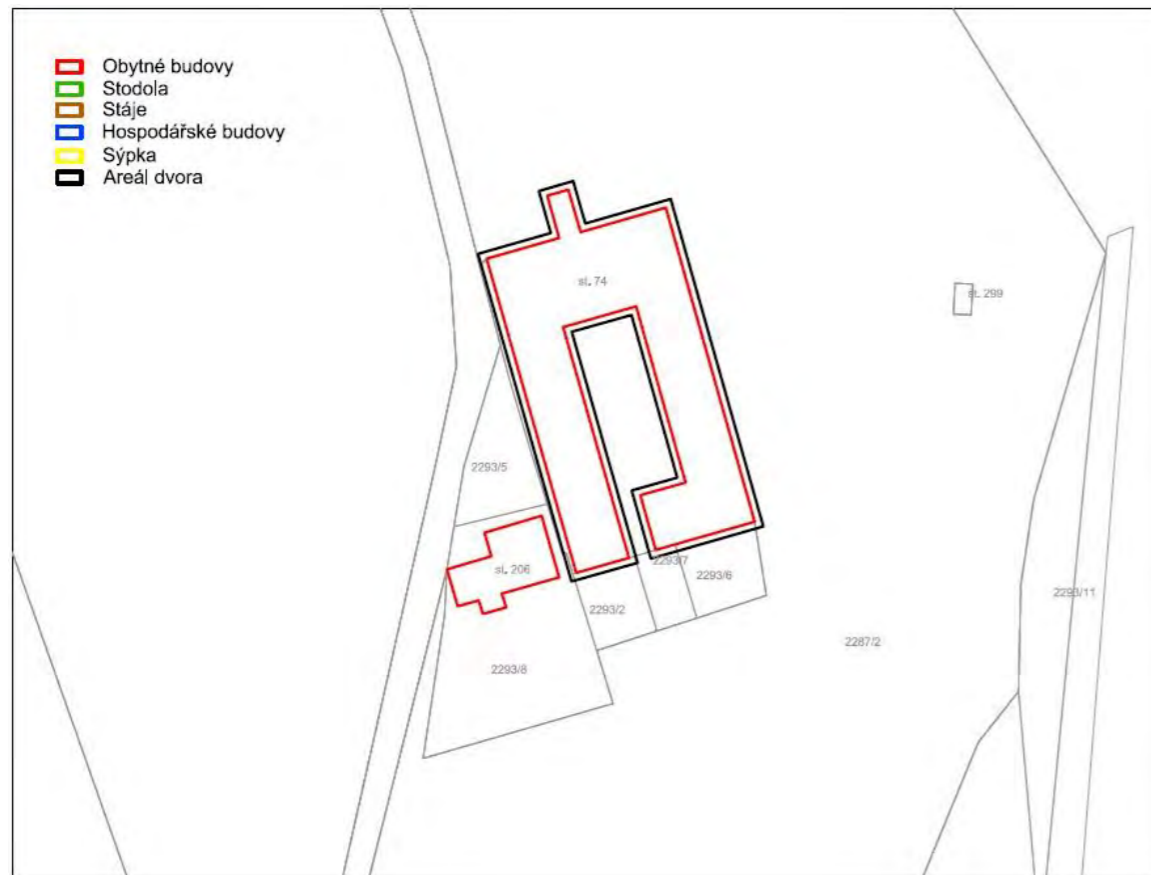 Obytné budovy
Stodola
Stáje
Hospodářské budovy
Sýpka
Areál dvora
st. 74
st. 299
2293/5
st. 206
2293/7
2293/6
2293/2
2293/11
2287/2
2293/8